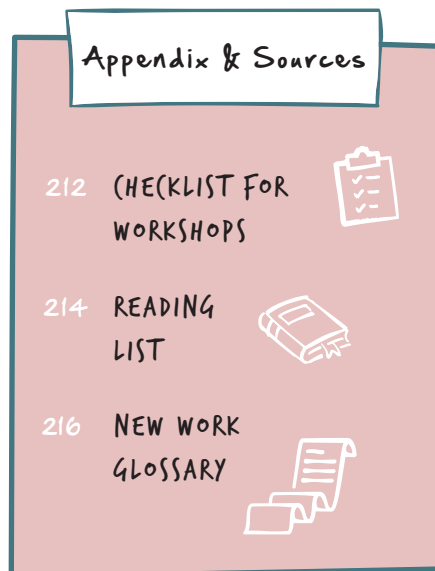 Appendix & Sources
212 CHECKLIST FOR
WORKSHOPS
214 READING
LIST
216 NEW WORK
GLOSSARY